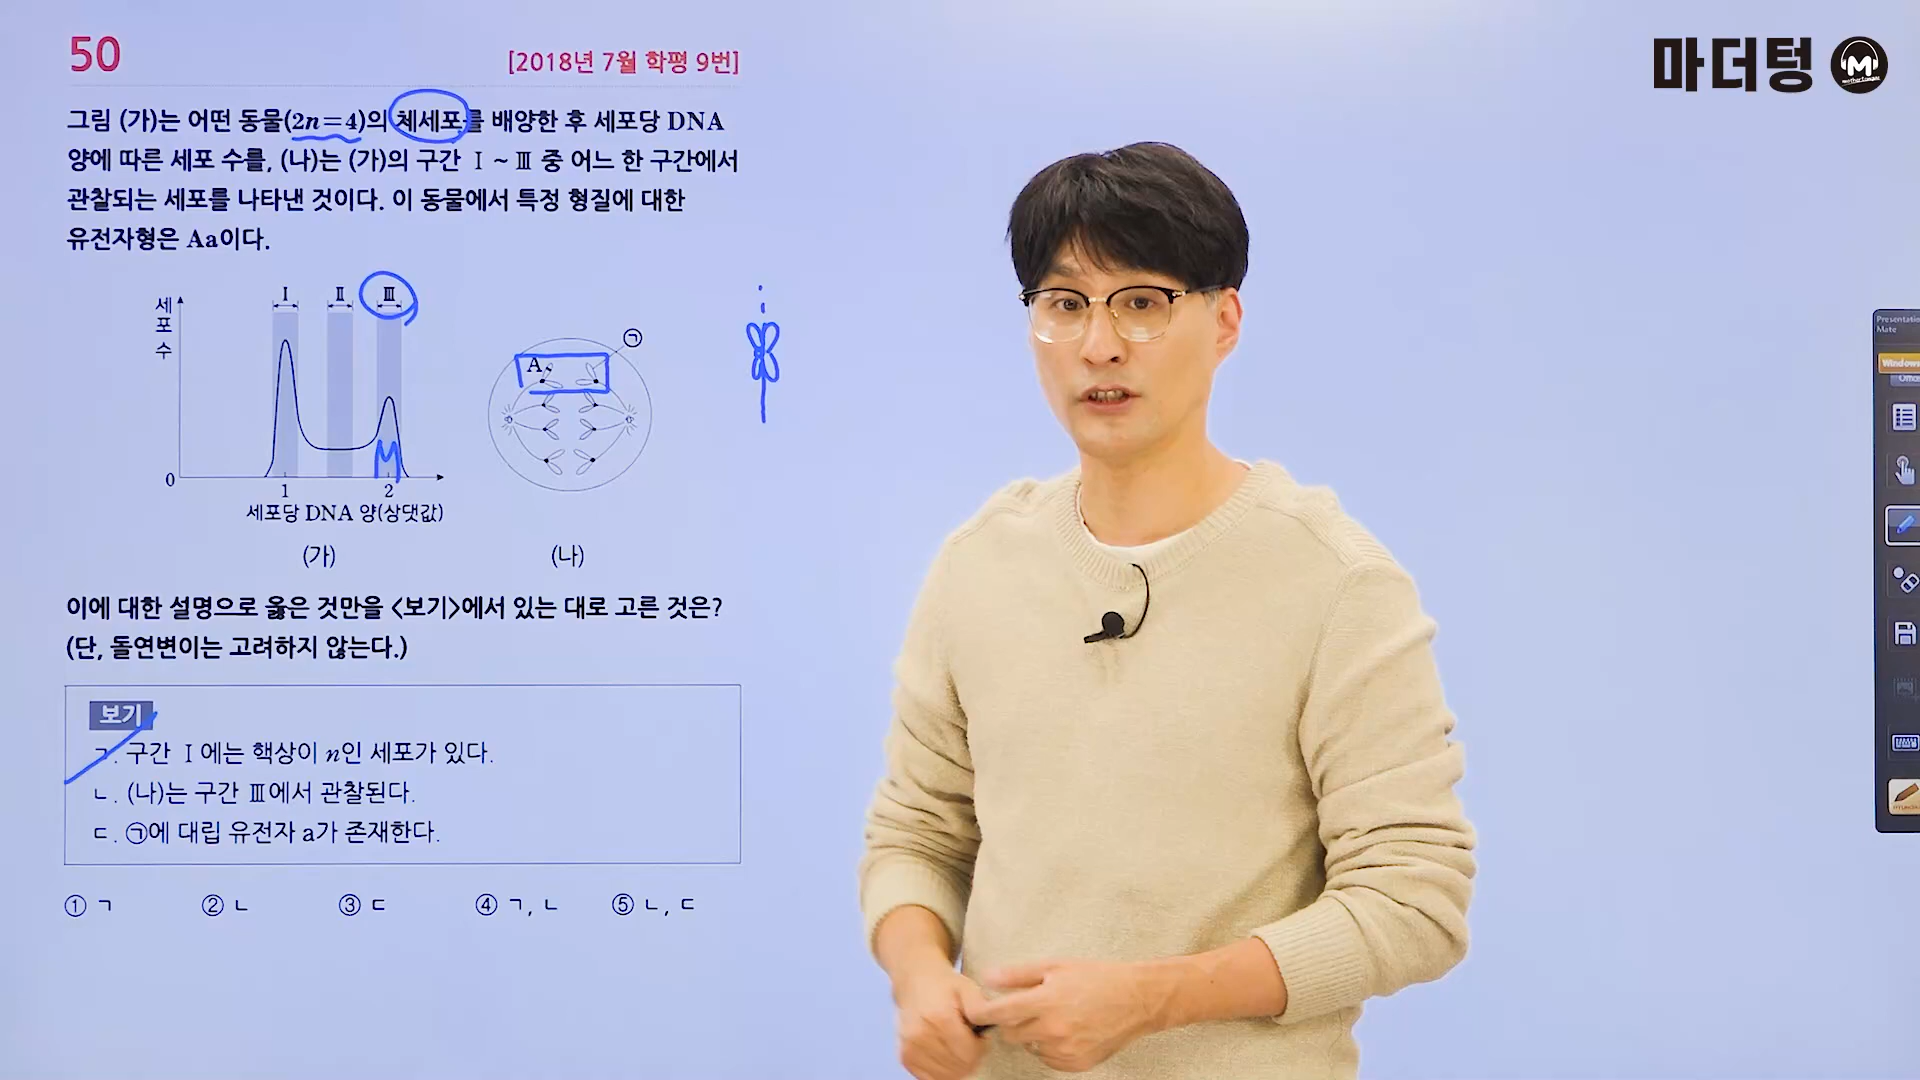 50
[2018년 7월 학평 9번]
마더텅
M
그림 (가)는 어떤 동물(2n=4)의 체세포를 배양한 후 세포당 DNA
양에 따른 세포 수를, (나)는 (가)의 구간 Ⅰ ~ Ⅲ 중 어느 한 구간에서
관찰되는 세포를 나타낸 것이다. 이 동물에서 특정 형질에 대한
유전자형은 Aa이다.
세포수
Ⅰ Ⅱ Ⅲ
0
1 2
M
세포당 DNA 양(상댓값)
(가)
A
㉠
(나)
이에 대한 설명으로 옳은 것만을 <보기>에서 있는 대로 고른 것은?
(단, 돌연변이는 고려하지 않는다.)
보기
ㄱ. 구간 Ⅰ에는 핵상이 n인 세포가 있다.
ㄴ. (나)는 구간 Ⅲ에서 관찰된다.
ㄷ. ㉠에 대립 유전자 a가 존재한다.
① ㄱ ② ㄴ ③ ㄷ ④ ㄱ, ㄴ ⑤ ㄴ, ㄷ
Mate
Windows